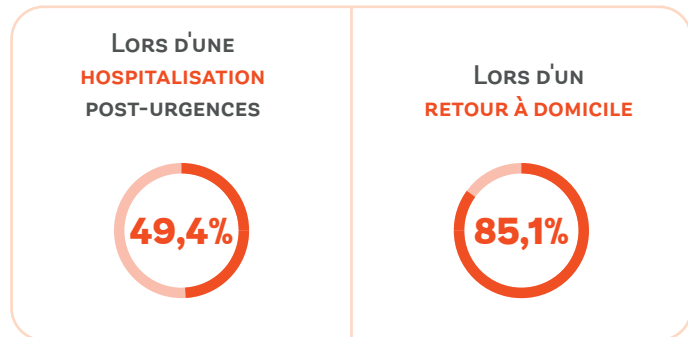 Lors d'une
hospitalisation
post-urgences
49,4%
Lors d'un
retour à domicile
85,1%